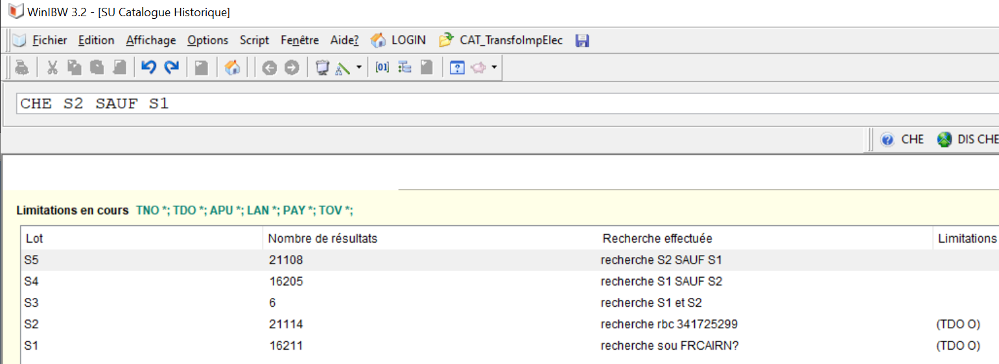 WinIBW 3.2 - [SU Catalogue Historique]
Fichier Edition Affichage Options Script Fenêtre Aide? LOGIN CAT_TransfoImpElec
[01] ?
CHE S2 SAUF S1
? CHE DIS CHE
Limitations en cours TNO *; TDO *; APU *; LAN *; PAY *; TOV *;
Lot Nombre de résultats Recherche effectuée Limitations
S5 21108 recherche S2 SAUF S1
S4 16205 recherche S1 SAUF S2
S3 6 recherche S1 et S2
S2 21114 recherche rbc 341725299 (TDO O)
S1 16211 recherche sou FRCAIRN? (TDO O)